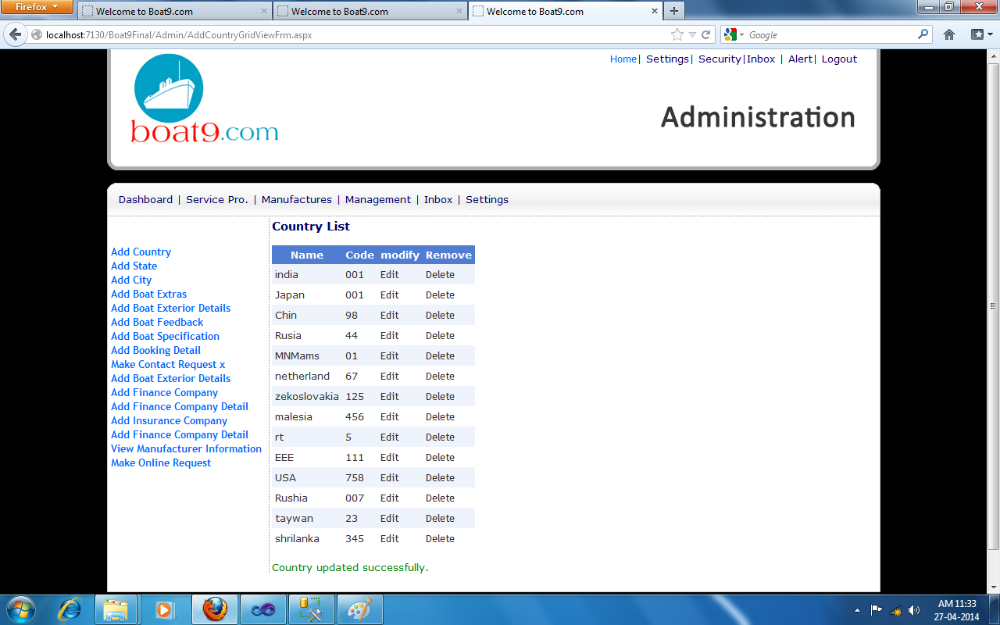 Firefox
Welcome to Boat9.com
Welcome to Boat9.com
Welcome to Boat9.com
localhost:7130/Boat9Final/Admin/AddCountryGridViewFrm.aspx
Google
Home| Settings| Security|Inbox | Alert| Logout
boat9.com
Administration
Dashboard | Service Pro. | Manufactures | Management | Inbox | Settings
Add Country
Add State
Add City
Add Boat Extras
Add Boat Exterior Details
Add Boat Feedback
Add Boat Specification
Add Booking Detail
Make Contact Request x
Add Boat Exterior Details
Add Finance Company
Add Finance Company Detail
Add Insurance Company
Add Finance Company Detail
View Manufacturer Information
Make Online Request
Country List
Name Code modify Remove
india 001 Edit Delete
Japan 001 Edit Delete
Chin 98 Edit Delete
Rusia 44 Edit Delete
MNMams 01 Edit Delete
netherland 67 Edit Delete
zekoslovakia 125 Edit Delete
malesia 456 Edit Delete
rt 5 Edit Delete
EEE 111 Edit Delete
USA 758 Edit Delete
Rushia 007 Edit Delete
taywan 23 Edit Delete
shrilanka 345 Edit Delete
Country updated successfully.
AM 11:33
27-04-2014